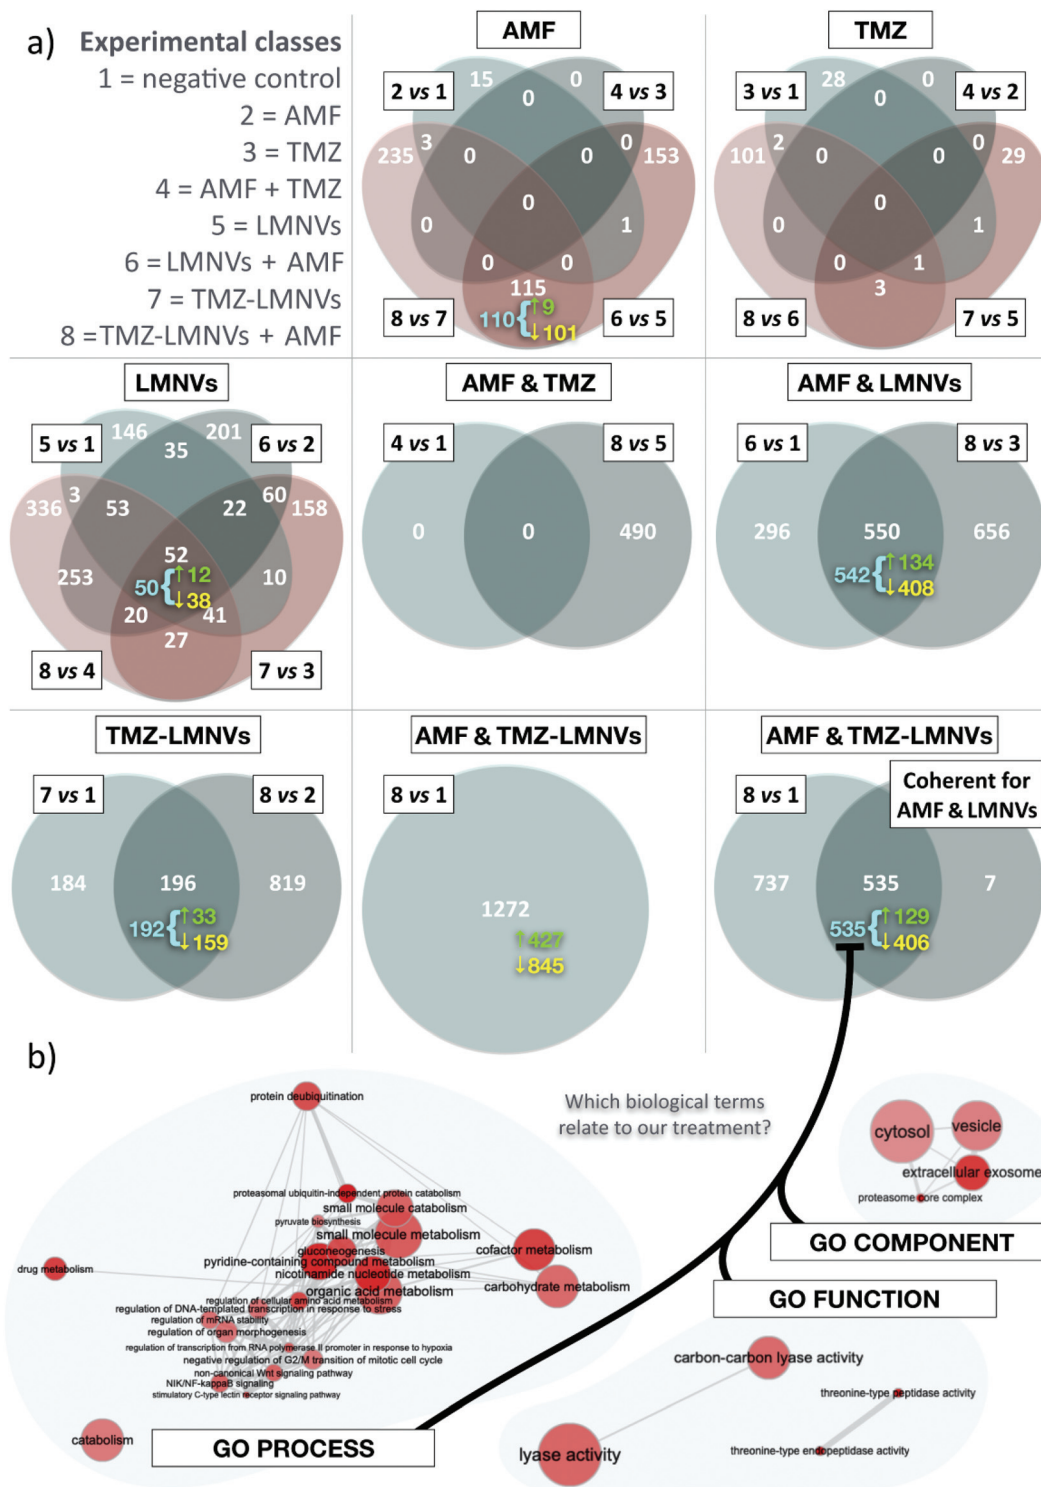 a)
Experimental classes
1 = negative control
2 = AMF
3 = TMZ
4 = AMF + TMZ
5 = LMNVs
6 = LMNVs + AMF
7 = TMZ-LMNVs
8 = TMZ-LMNVs + AMF
AMF
2 vs 1
15
0
4 vs 3
0
3
0
235
0
0
153
0
0
1
0
0
115
110 { ↑9
↓101
8 vs 7
6 vs 5
TMZ
3 vs 1
28
0
4 vs 2
0
2
0
101
0
0
29
0
0
1
0
1
3
8 vs 6
7 vs 5
LMNVs
5 vs 1
146
201
6 vs 2
35
3
60
336
53
22
158
52
253
10
50 { ↑12
↓38
20
41
27
8 vs 4
7 vs 3
AMF & TMZ
4 vs 1
8 vs 5
0
0
490
AMF & LMNVs
6 vs 1
8 vs 3
296
550
656
542 { ↑134
↓408
TMZ-LMNVs
7 vs 1
8 vs 2
184
196
819
192 { ↑33
↓159
AMF & TMZ-LMNVs
8 vs 1
1272
↑427
↓845
AMF & TMZ-LMNVs
8 vs 1
Coherent for
AMF & LMNVs
737
535
7
535 { ↑129
↓406
b)
Which biological terms
relate to our treatment?
protein deubiquitination
proteasomal ubiquitin-independent protein catabolism
small molecule catabolism
pyruvate biosynthesis
small molecule metabolism
gluconeogenesis
cofactor metabolism
pyridine-containing compound metabolism
drug metabolism
nicotinamide nucleotide metabolism
carbohydrate metabolism
organic acid metabolism
regulation of cellular amino acid metabolism
regulation of DNA-templated transcription in response to stress
regulation of mRNA stability
regulation of organ morphogenesis
regulation of transcription from RNA polymerase II promoter in response to hypoxia
negative regulation of G2/M transition of mitotic cell cycle
non-canonical Wnt signaling pathway
NIK/NF-kappaB signaling
stimulatory C-type lectin receptor signaling pathway
catabolism
GO PROCESS
cytosol
vesicle
extracellular exosome
proteasome core complex
GO COMPONENT
GO FUNCTION
carbon-carbon lyase activity
threonine-type peptidase activity
lyase activity
threonine-type endopeptidase activity